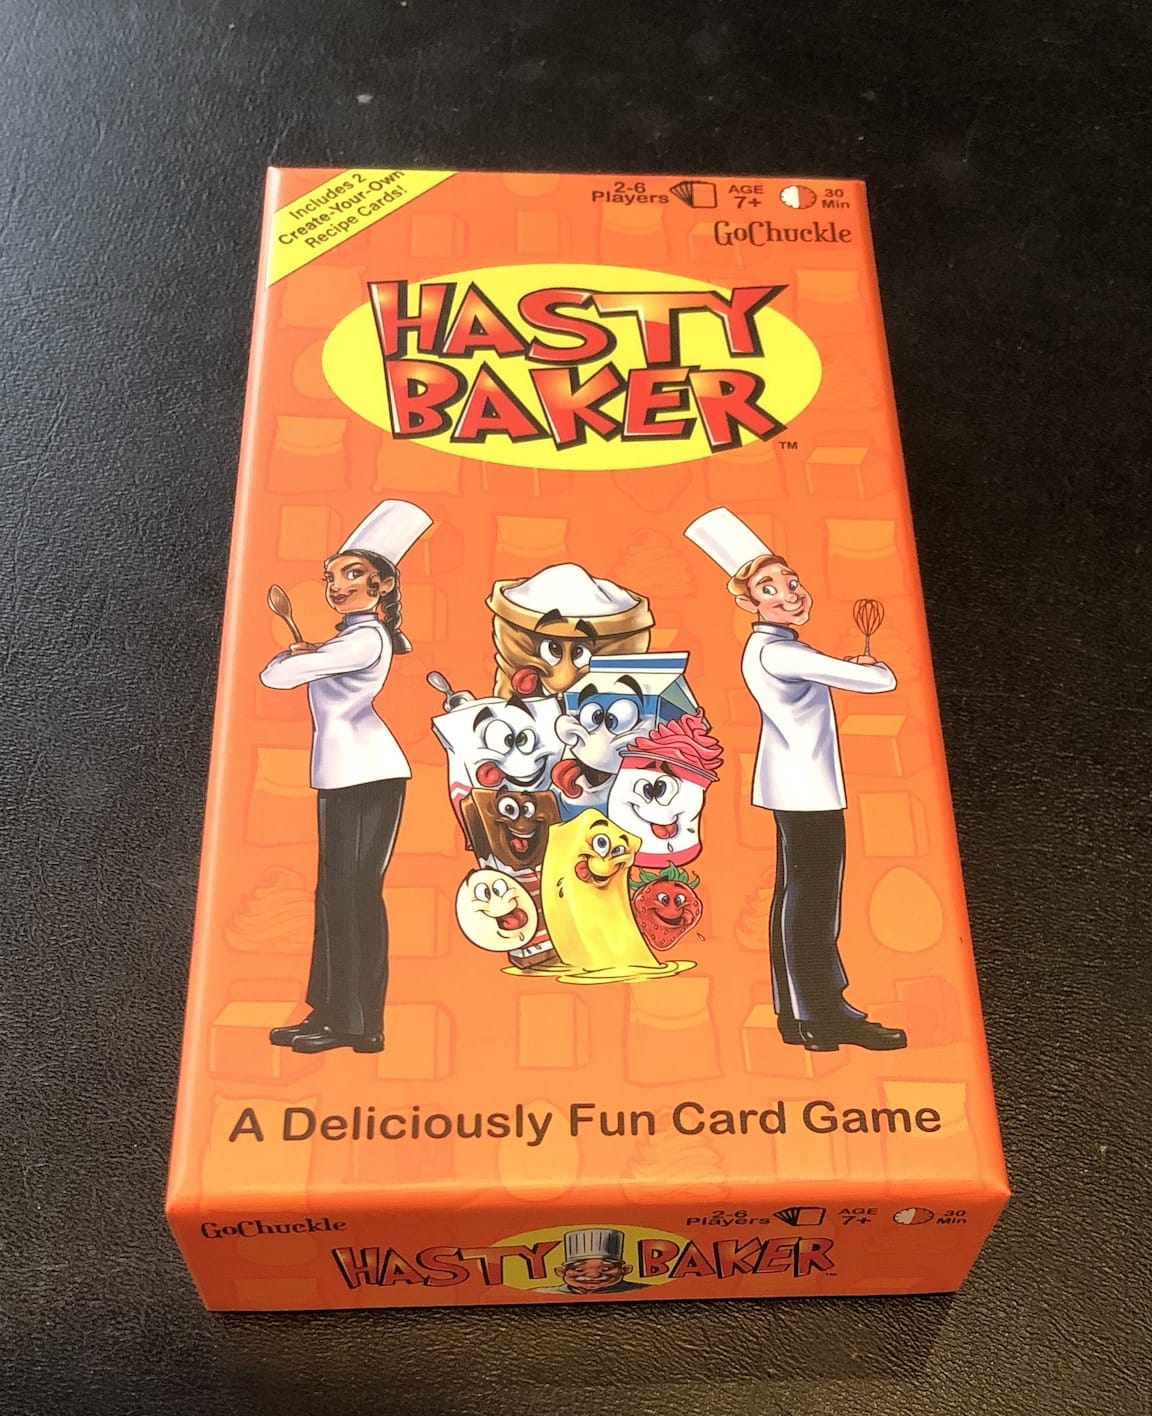 Includes 2
Create-Your-Own
Recipe Cards!
2-6
Players
AGE
7+
30
Min
GoChuckle
HASTY
BAKER
TM
A Deliciously Fun Card Game
GoChuckle
2-6
Players
AGE
7+
30
Min
HASTY BAKER
TM